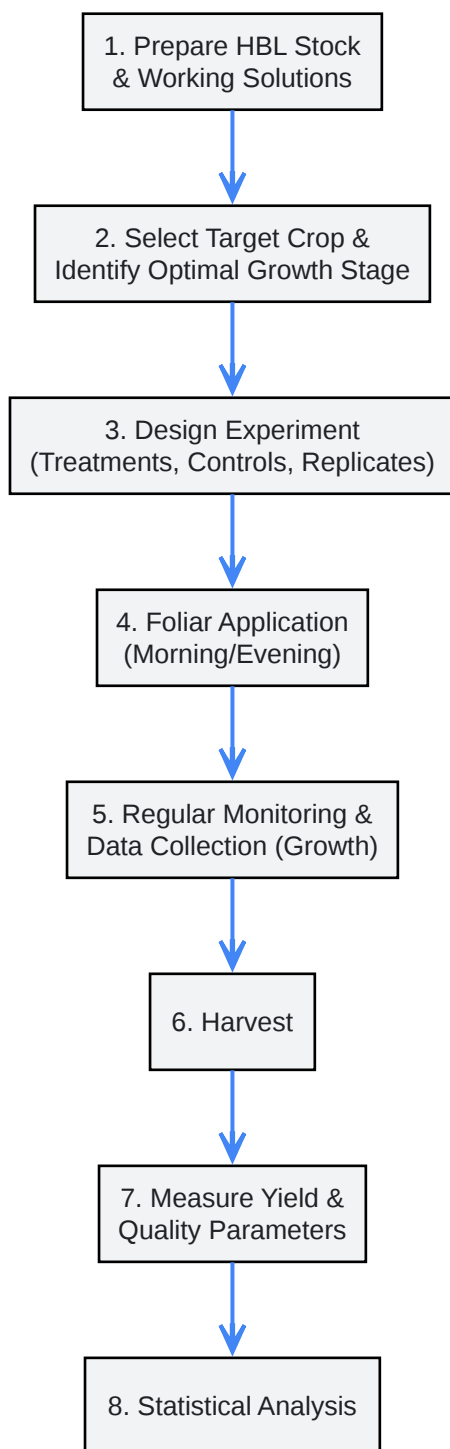 1. Prepare HBL Stock
& Working Solutions
2. Select Target Crop &
Identify Optimal Growth Stage
3. Design Experiment
(Treatments, Controls, Replicates)
4. Foliar Application
(Morning/Evening)
5. Regular Monitoring &
Data Collection (Growth)
6. Harvest
7. Measure Yield &
Quality Parameters
8. Statistical Analysis